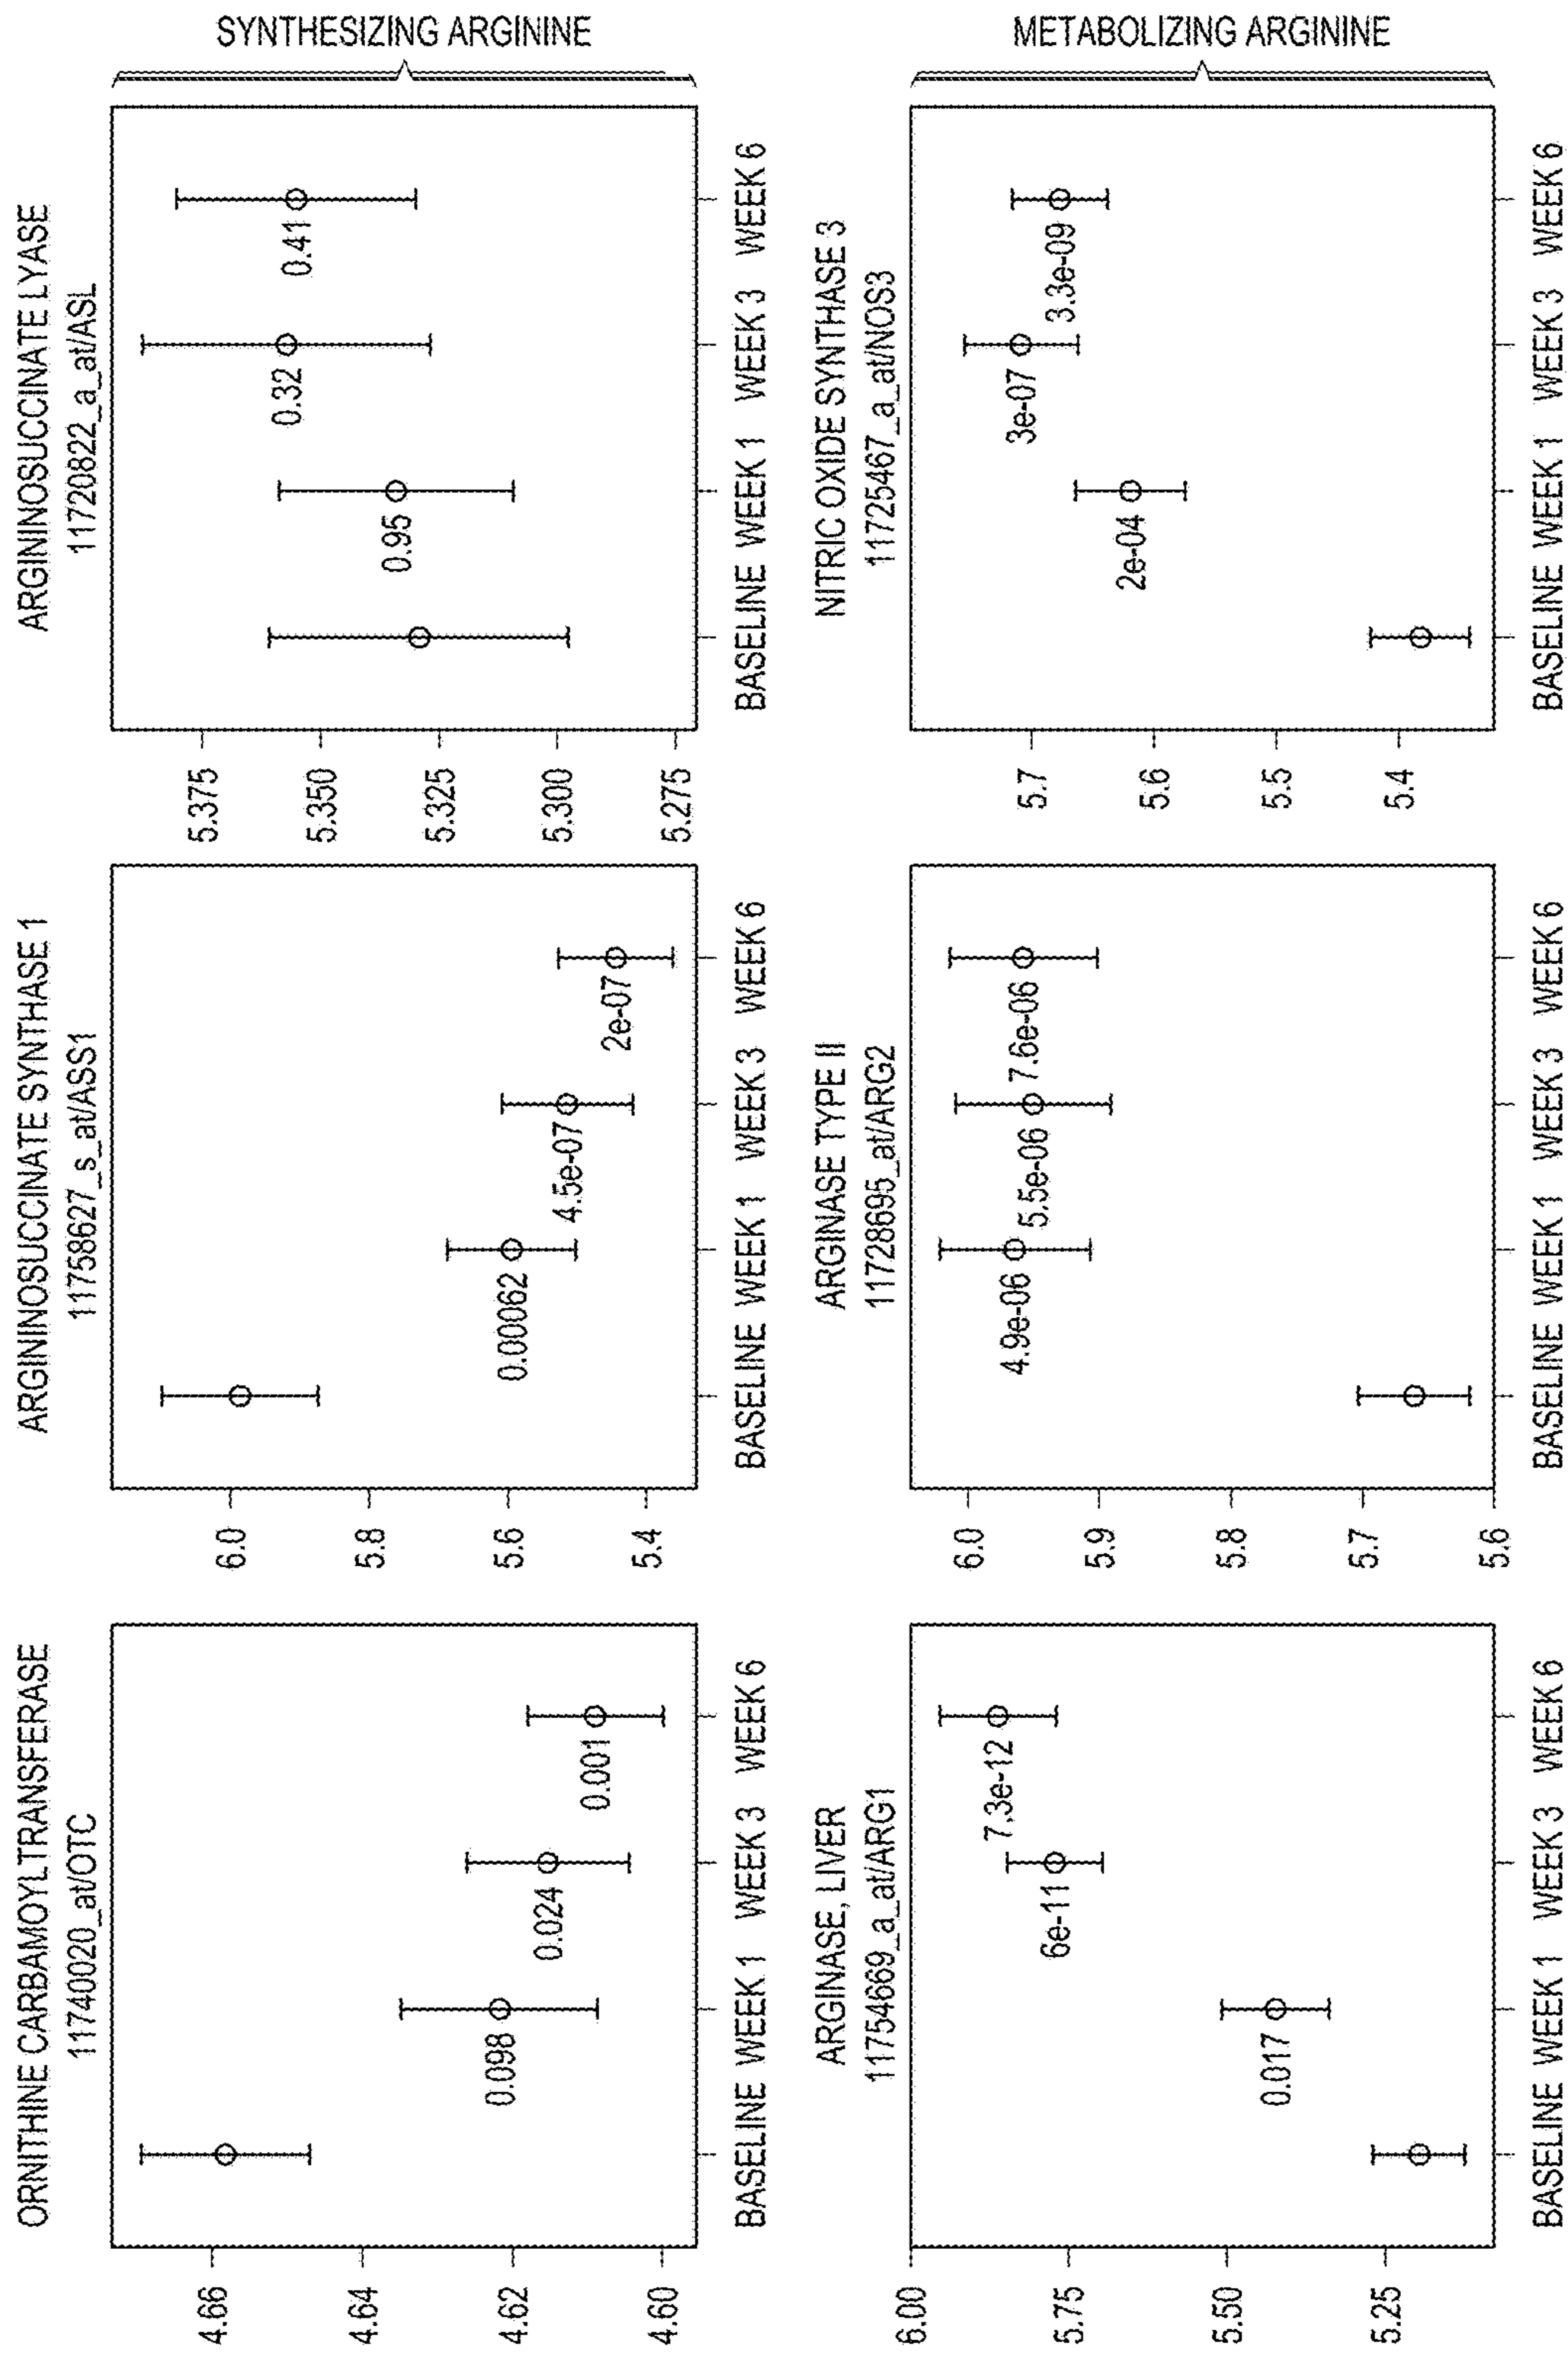 ORNITHINE CARBAMOYLTRANSFERASE
11740020_at/OTC
4.66
4.64
4.62
4.60
0.098
0.024
0.001
BASELINE WEEK 1 WEEK 3 WEEK 6
ARGININOSUCCINATE SYNTHASE 1
11758627_s_at/ASS1
6.0
5.8
5.6
5.4
0.00062
4.5e-07
2e-07
BASELINE WEEK 1 WEEK 3 WEEK 6
ARGININOSUCCINATE LYASE
11720822_a_at/ASL
5.375
5.350
5.325
5.300
5.275
0.95
0.32
0.41
BASELINE WEEK 1 WEEK 3 WEEK 6
SYNTHESIZING ARGININE
ARGINASE, LIVER
11754669_a_at/ARG1
6.00
5.75
5.50
5.25
0.017
6e-11
7.3e-12
BASELINE WEEK 1 WEEK 3 WEEK 6
ARGINASE TYPE II
11728695_at/ARG2
6.0
5.9
5.8
5.7
5.6
4.9e-06
5.5e-06
7.6e-06
BASELINE WEEK 1 WEEK 3 WEEK 6
NITRIC OXIDE SYNTHASE 3
11725467_a_at/NOS3
5.7
5.6
5.5
5.4
2e-04
3e-07
3.3e-09
BASELINE WEEK 1 WEEK 3 WEEK 6
METABOLIZING ARGININE